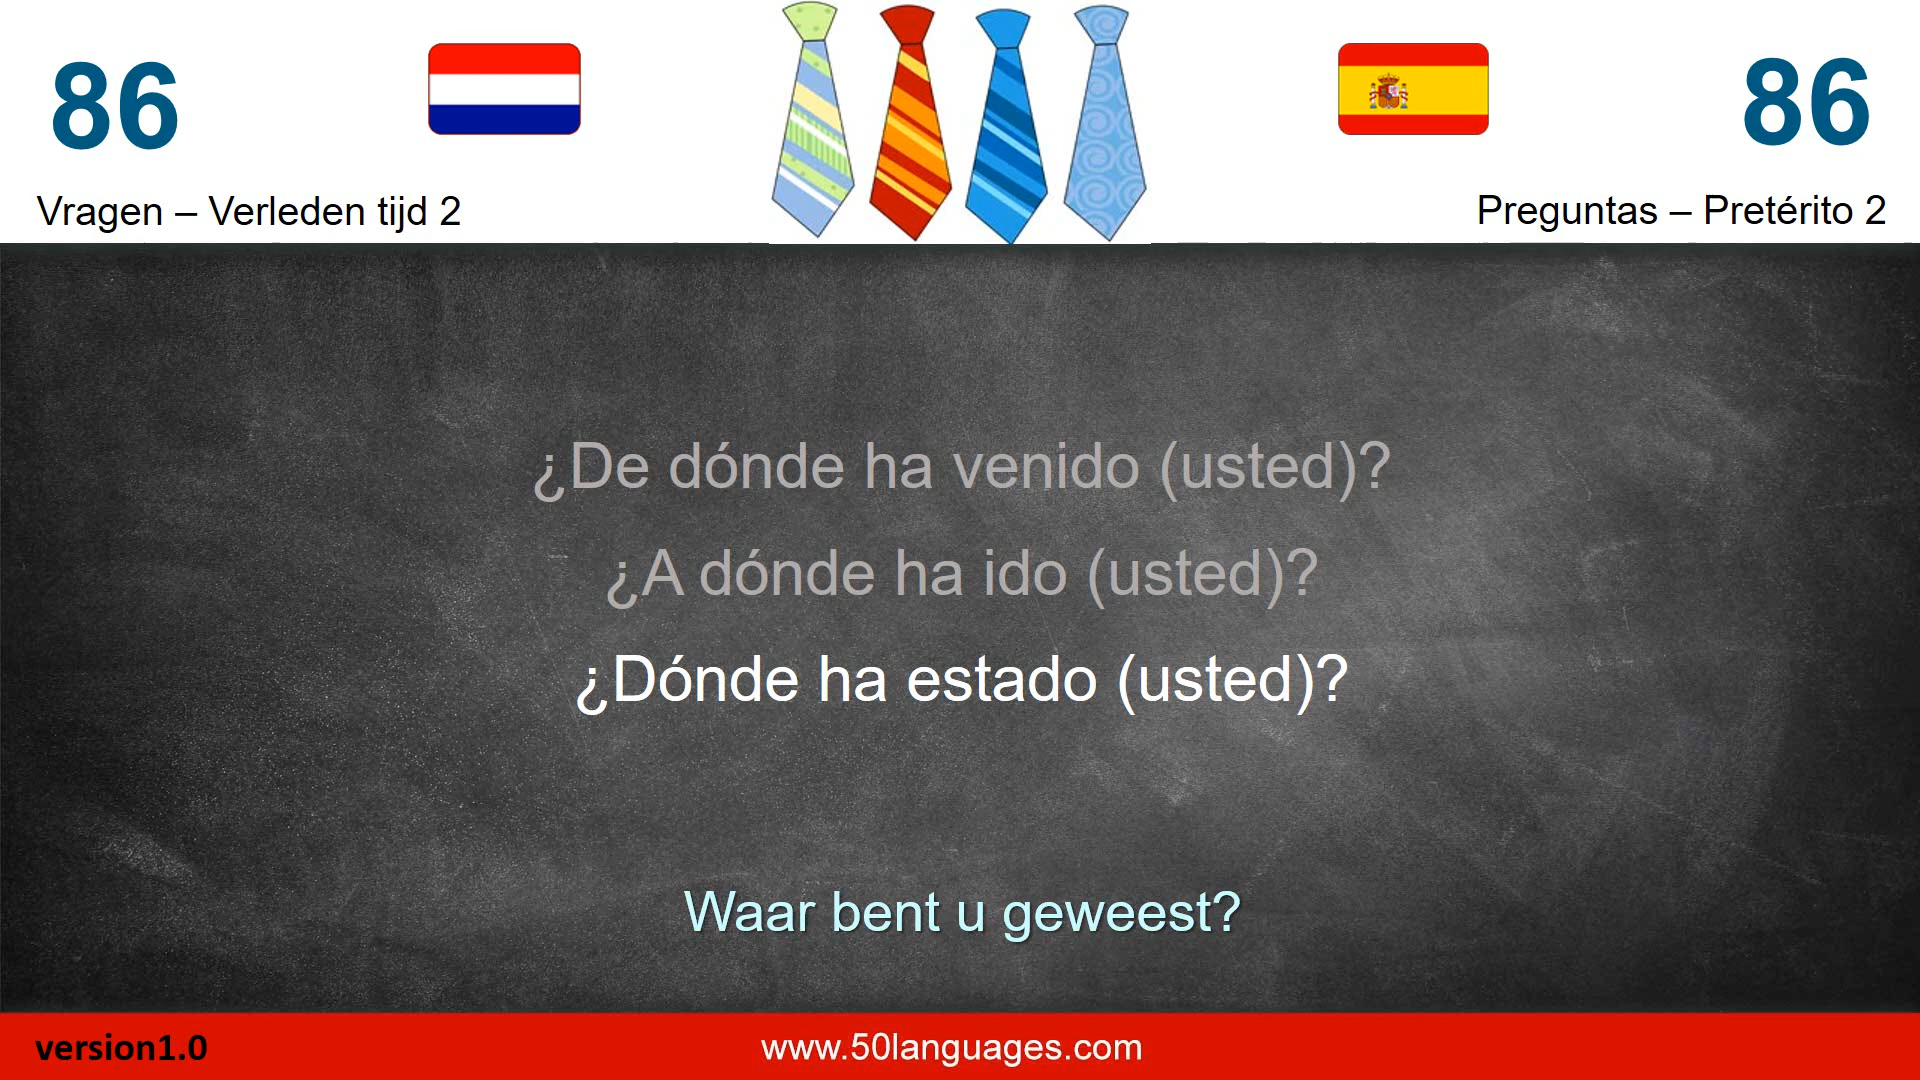 86
86
Vragen – Verleden tijd 2
Preguntas – Pretérito 2
¿De dónde ha venido (usted)?
¿A dónde ha ido (usted)?
¿Dónde ha estado (usted)?
Waar bent u geweest?
version1.0
www.50languages.com